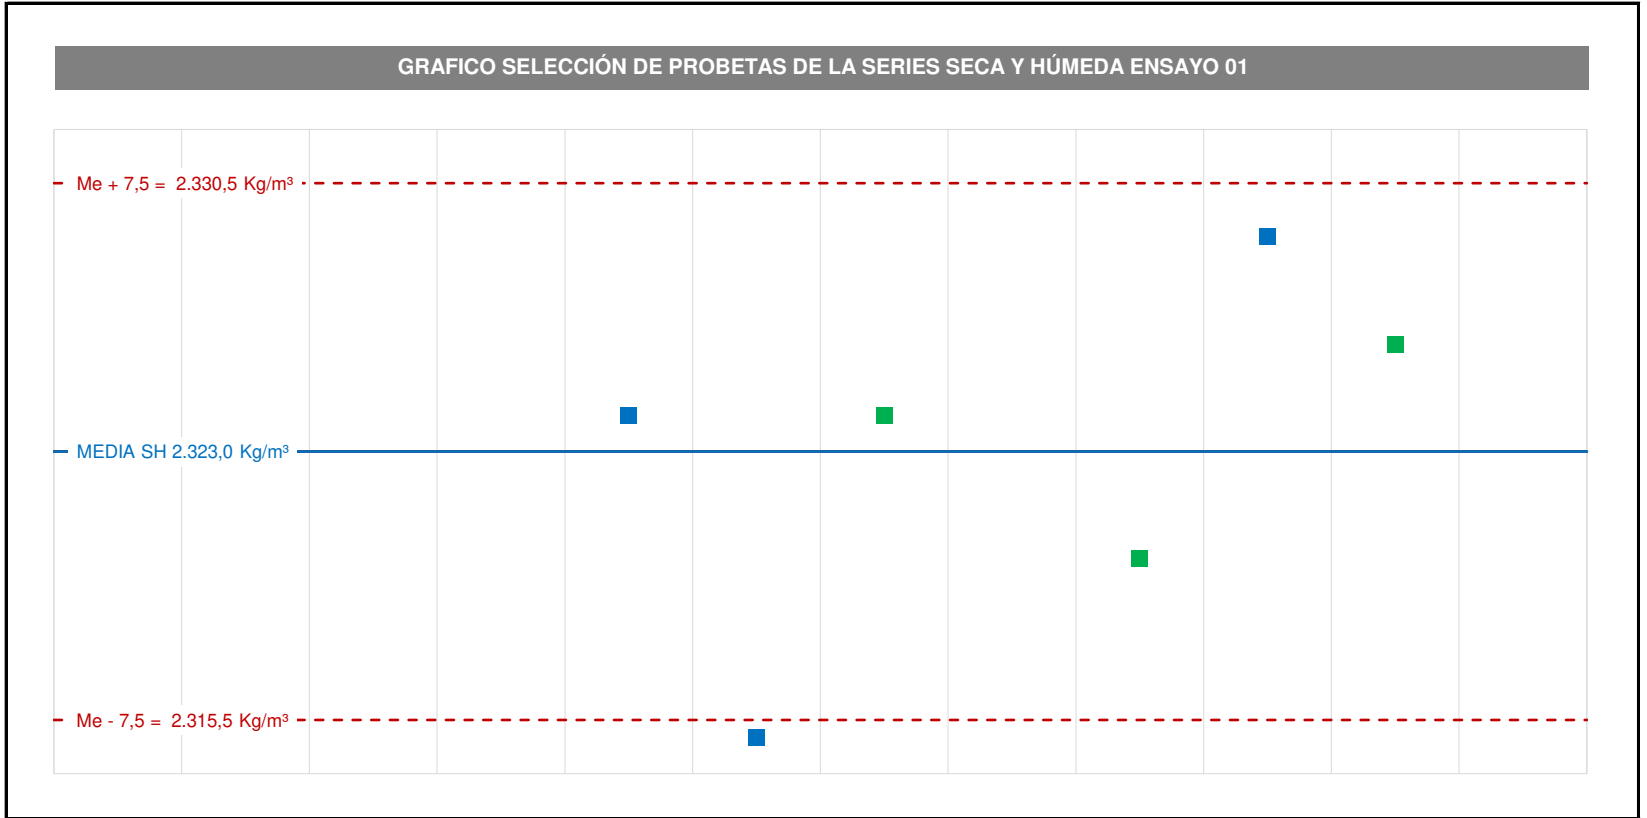 GRAFICO SELECCIÓN DE PROBETAS DE LA SERIES SECA Y HÚMEDA ENSAYO 01
Me + 7,5 = 2.330,5 Kg/m³
MEDIA SH 2.323,0 Kg/m³
Me - 7,5 = 2.315,5 Kg/m³